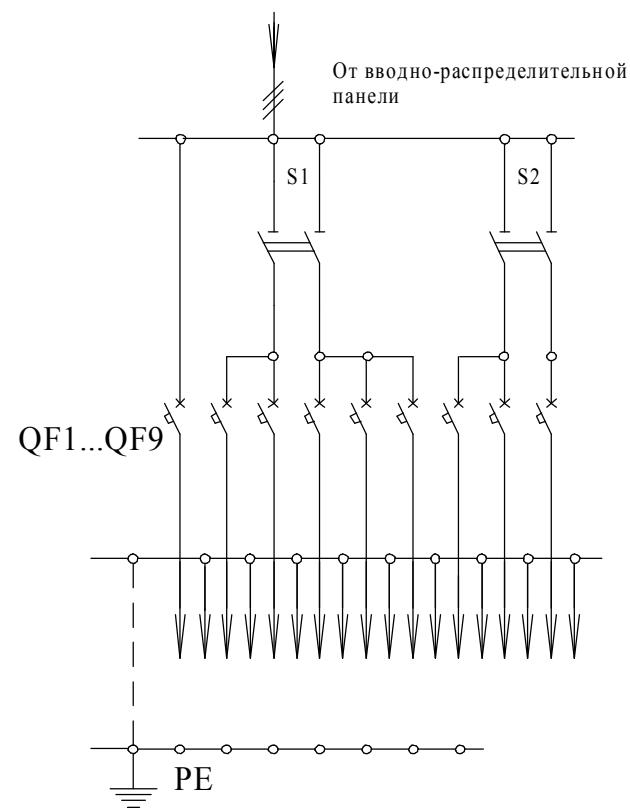 От вводно-распределительной
панели
S1
S2
QF1...QF9
PE